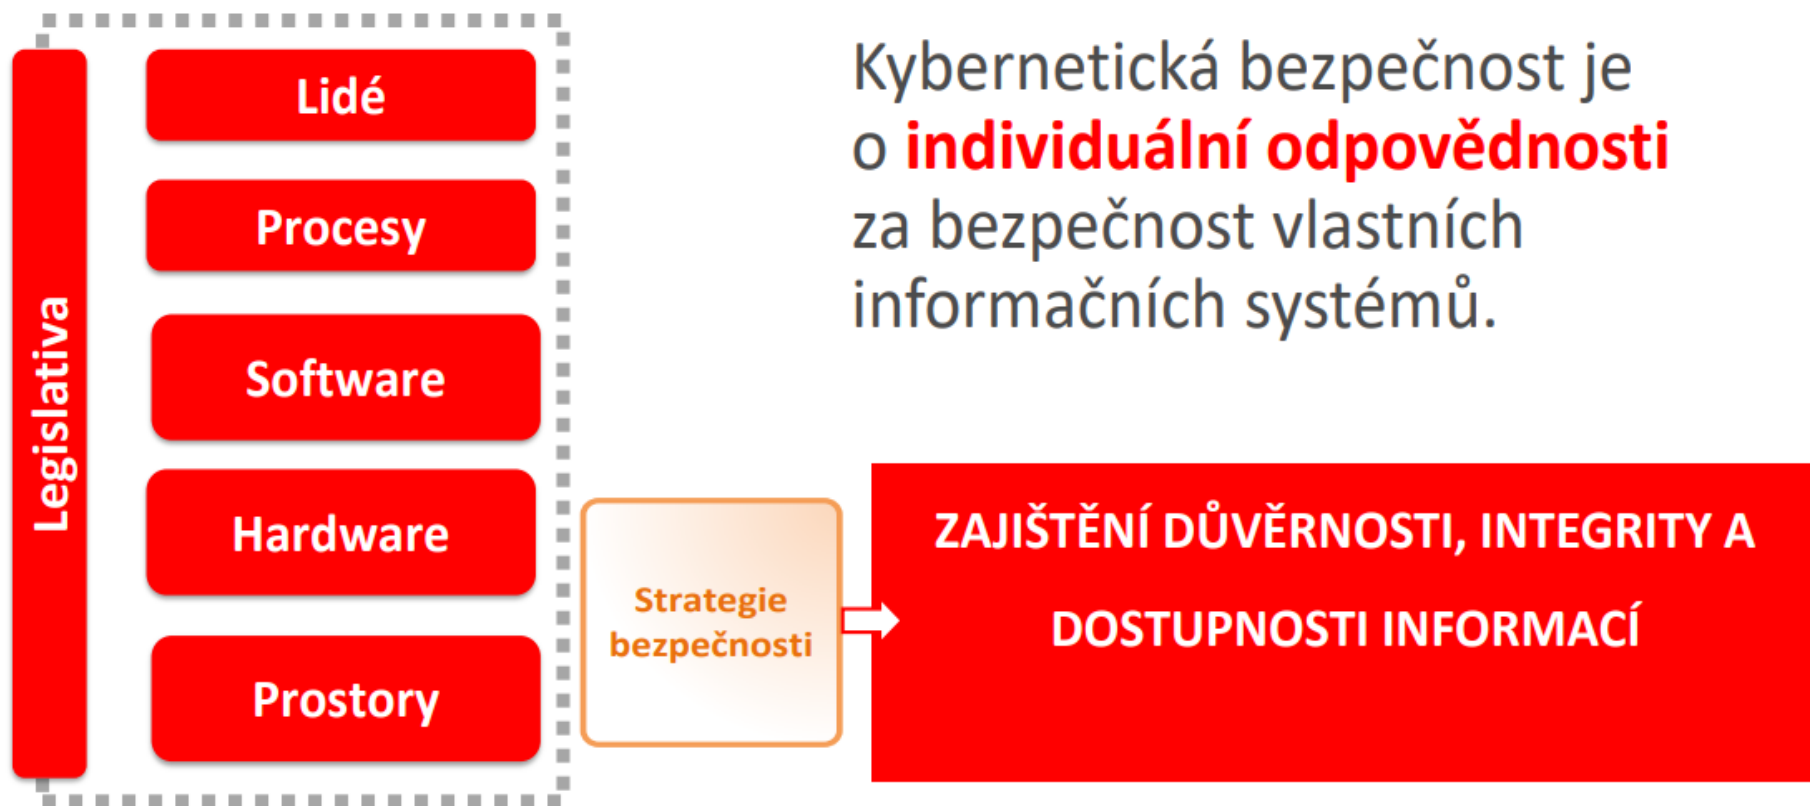 Legislativa
Lidé
Procesy
Software
Hardware
Prostory
Kybernetická bezpečnost je
o individuální odpovědnosti
za bezpečnost vlastních
informačních systémů.
Strategie
bezpečnosti
ZAJIŠTĚNÍ DŮVĚRNOSTI, INTEGRITY A
DOSTUPNOSTI INFORMACÍ